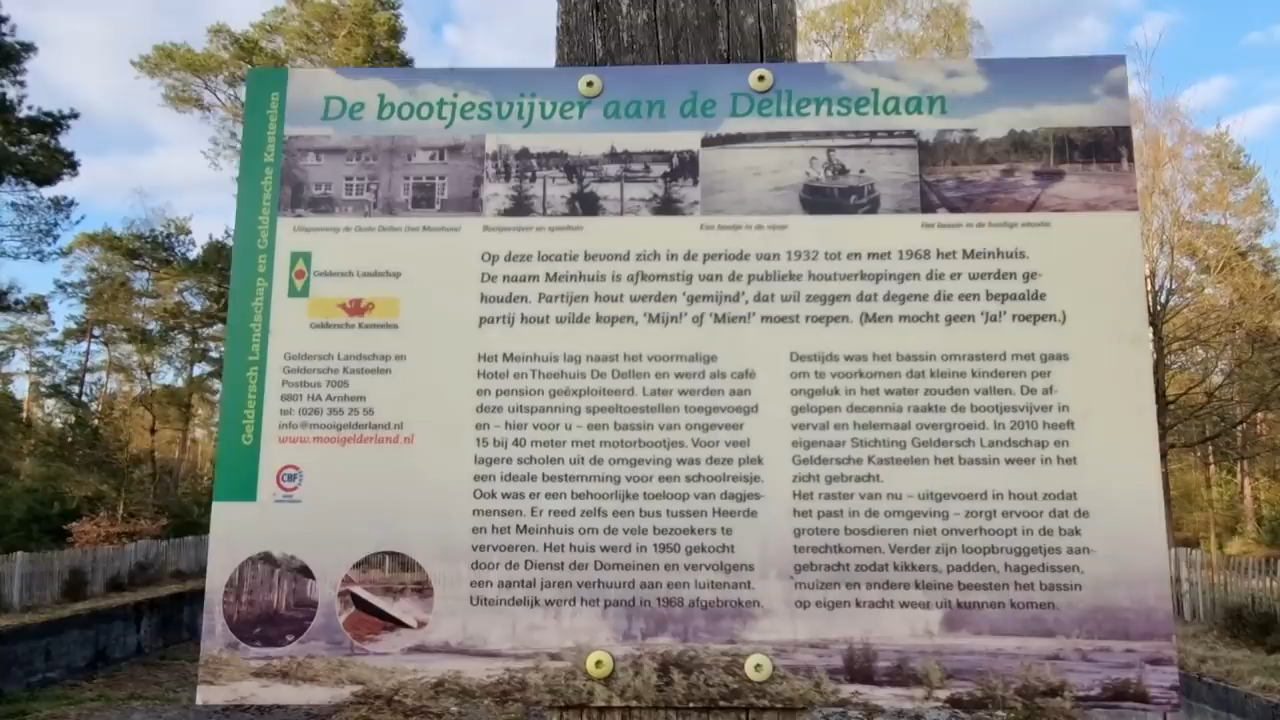 De bootjesvijver aan de Dellenselaan
Geldersch Landschap en Geldersche Kasteelen
Uitspanning de Oude Dellen (het Meinhuis)
Bootjesvijver en speeltuin
Een bootje in de vijver
Het bassin in de huidige situatie
Geldersch Landschap
Geldersche Kasteelen
Geldersch Landschap en
Geldersche Kasteelen
Postbus 7005
6801 HA Arnhem
tel: (026) 355 25 55
info@mooigelderland.nl
www.mooigelderland.nl
CBF
Op deze locatie bevond zich in de periode van 1932 tot en met 1968 het Meinhuis.
De naam Meinhuis is afkomstig van de publieke houtverkopingen die er werden ge-
houden. Partijen hout werden ‘gemijnd’, dat wil zeggen dat degene die een bepaalde
partij hout wilde kopen, ‘Mijn!’ of ‘Mien!’ moest roepen. (Men mocht geen ‘Ja!’ roepen.)
Het Meinhuis lag naast het voormalige
Hotel en Theehuis De Dellen en werd als café
en pension geëxploiteerd. Later werden aan
deze uitspanning speeltoestellen toegevoegd
en – hier voor u – een bassin van ongeveer
15 bij 40 meter met motorbootjes. Voor veel
lagere scholen uit de omgeving was deze plek
een ideale bestemming voor een schoolreisje.
Ook was er een behoorlijke toeloop van dagjes-
mensen. Er reed zelfs een bus tussen Heerde
en het Meinhuis om de vele bezoekers te
vervoeren. Het huis werd in 1950 gekocht
door de Dienst der Domeinen en vervolgens
een aantal jaren verhuurd aan een luitenant.
Uiteindelijk werd het pand in 1968 afgebroken.
Destijds was het bassin omrasterd met gaas
om te voorkomen dat kleine kinderen per
ongeluk in het water zouden vallen. De af-
gelopen decennia raakte de bootjesvijver in
verval en helemaal overgroeid. In 2010 heeft
eigenaar Stichting Geldersch Landschap en
Geldersche Kasteelen het bassin weer in het
zicht gebracht.
Het raster van nu – uitgevoerd in hout zodat
het past in de omgeving – zorgt ervoor dat de
grotere bosdieren niet onverhoopt in de bak
terechtkomen. Verder zijn loopbruggetjes aan-
gebracht zodat kikkers, padden, hagedissen,
muizen en andere kleine beesten het bassin
op eigen kracht weer uit kunnen komen.